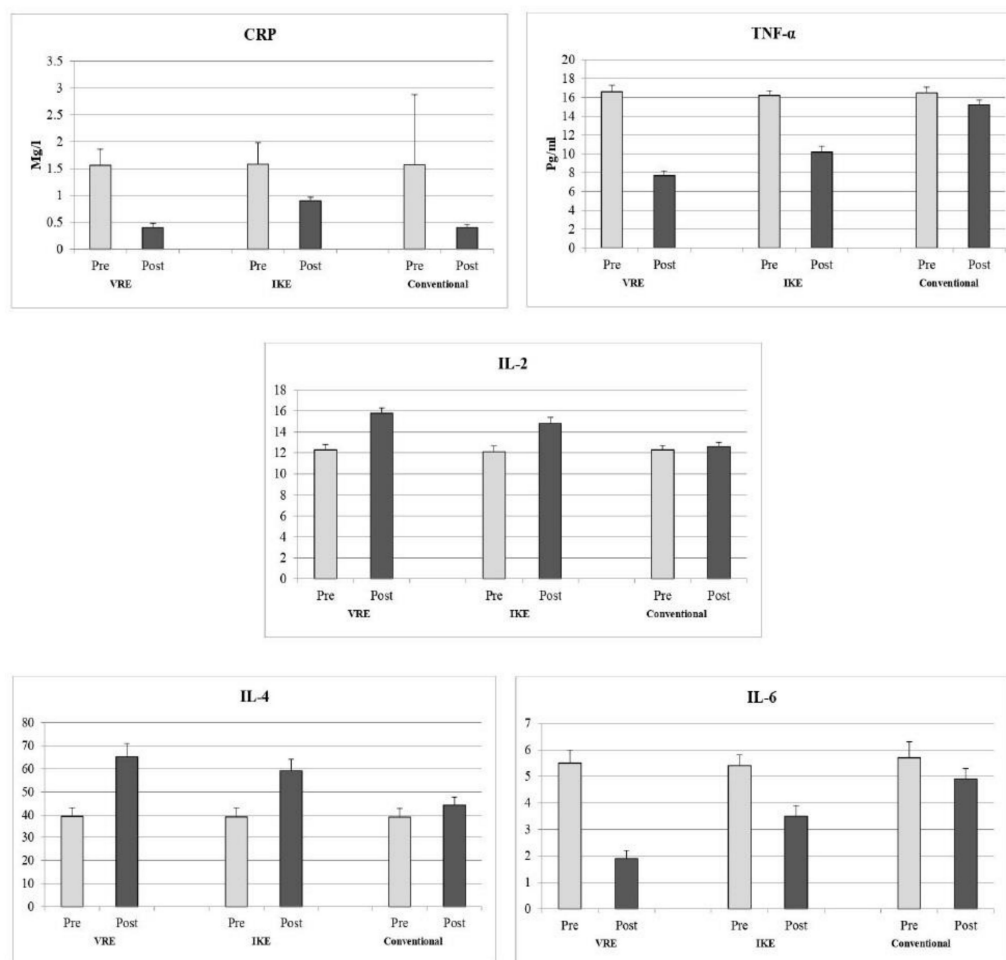 CRP
3.5
3
2.5
2
1.5
1
0.5
0
Mg/l
Pre Post Pre Post Pre Post
VRE IKE Conventional
TNF-α
20
18
16
14
12
10
8
6
4
2
0
Pg/ml
Pre Post Pre Post Pre Post
VRE IKE Conventional
IL-2
18
16
14
12
10
8
6
4
2
0
Pre Post Pre Post Pre Post
VRE IKE Conventional
IL-4
80
70
60
50
40
30
20
10
0
Pre Post Pre Post Pre Post
VRE IKE Conventional
IL-6
7
6
5
4
3
2
1
0
Pre Post Pre Post Pre Post
VRE IKE Conventional